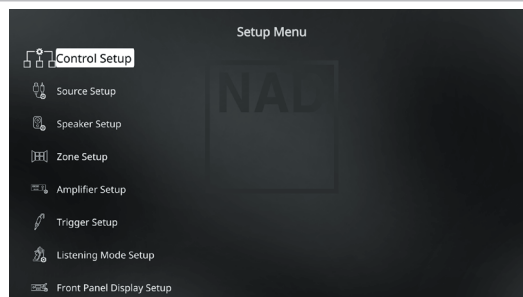 Setup Menu
Control Setup
NAD
Source Setup
Speaker Setup
Zone Setup
Amplifier Setup
Trigger Setup
Listening Mode Setup
Front Panel Display Setup